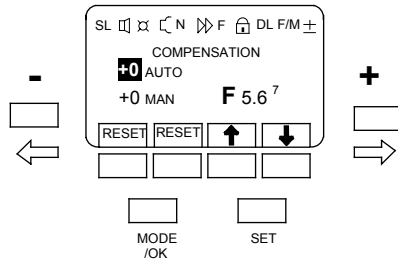 SL N F DL F/M ±
COMPENSATION
+0 AUTO
- +
+0 MAN F 5.6 7
RESET RESET
MODE SET
/OK